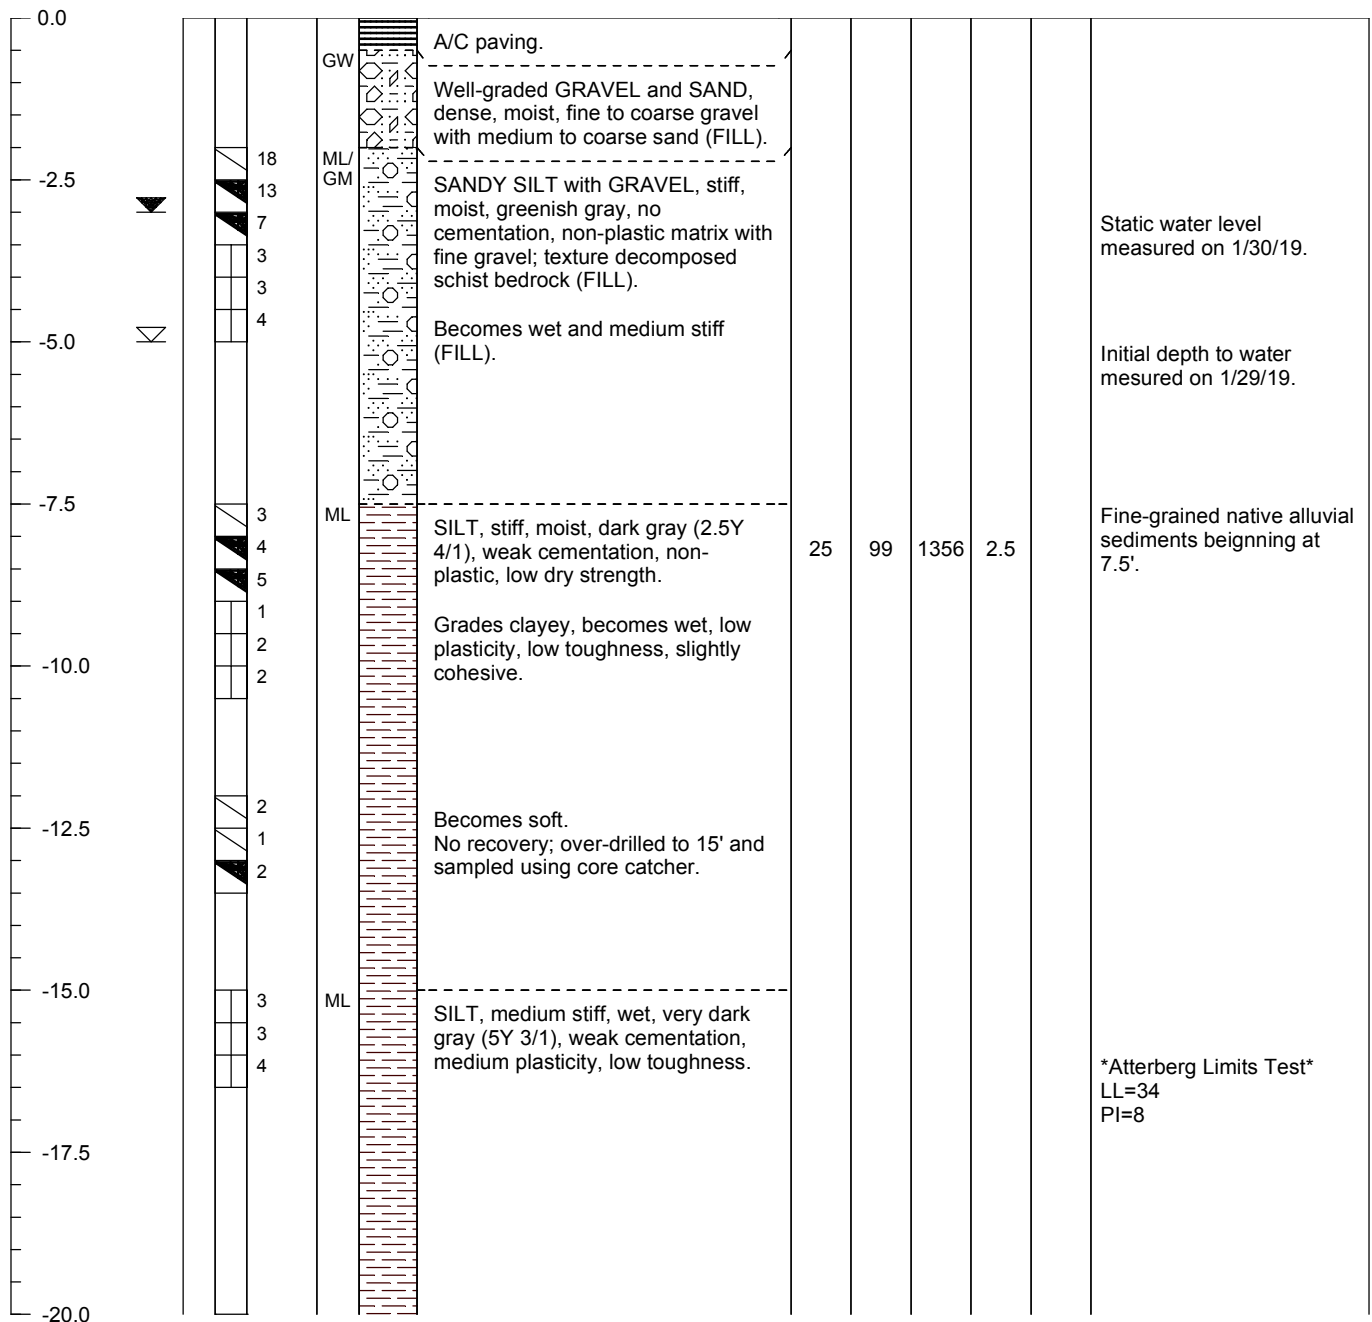 0.0
A/C paving.
GW
Well-graded GRAVEL and SAND,
dense, moist, fine to coarse gravel
with medium to coarse sand (FILL).
18
ML/
GM
-2.5
13
SANDY SILT with GRAVEL, stiff,
moist, greenish gray, no
cementation, non-plastic matrix with
fine gravel; texture decomposed
schist bedrock (FILL).
7
Static water level
measured on 1/30/19.
3
3
4
Becomes wet and medium stiff
(FILL).
-5.0
Initial depth to water
mesured on 1/29/19.
-7.5
3
ML
SILT, stiff, moist, dark gray (2.5Y
4/1), weak cementation, non-
plastic, low dry strength.
Fine-grained native alluvial
sediments beignning at
7.5'.
4
25
99
1356
2.5
5
1
2
Grades clayey, becomes wet, low
plasticity, low toughness, slightly
cohesive.
-10.0
2
2
-12.5
1
Becomes soft.
No recovery; over-drilled to 15' and
sampled using core catcher.
2
-15.0
3
ML
SILT, medium stiff, wet, very dark
gray (5Y 3/1), weak cementation,
medium plasticity, low toughness.
3
4
*Atterberg Limits Test*
LL=34
PI=8
-17.5
-20.0